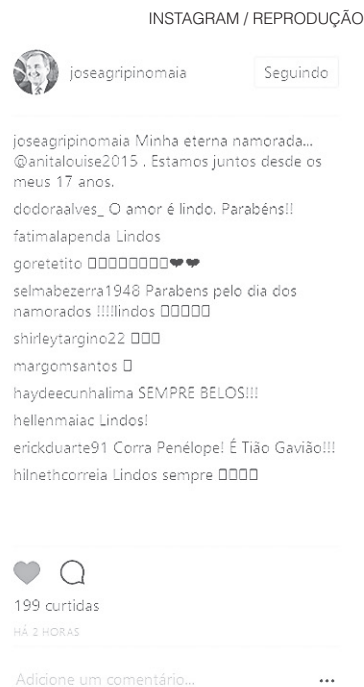 INSTAGRAM / REPRODUÇÃO
joseagripinomaia
Seguindo
joseagripinomaia Minha eterna namorada...
@anitalouise2015 . Estamos juntos desde os
meus 17 anos.
dodoraalves_ O amor é lindo. Parabéns!!
fatimalapenda Lindos
goretetito □□□□□□□□❤❤
selmabezerra1948 Parabens pelo dia dos
namorados !!!!lindos □□□□□
shirleytargino22 □□□
margomsantos □
haydeecunhalima SEMPRE BELOS!!!
hellenmaiac Lindos!
erickduarte91 Corra Penélope! É Tião Gavião!!!
hilnethcorreia Lindos sempre □□□□
199 curtidas
HÁ 2 HORAS
Adicione um comentário...